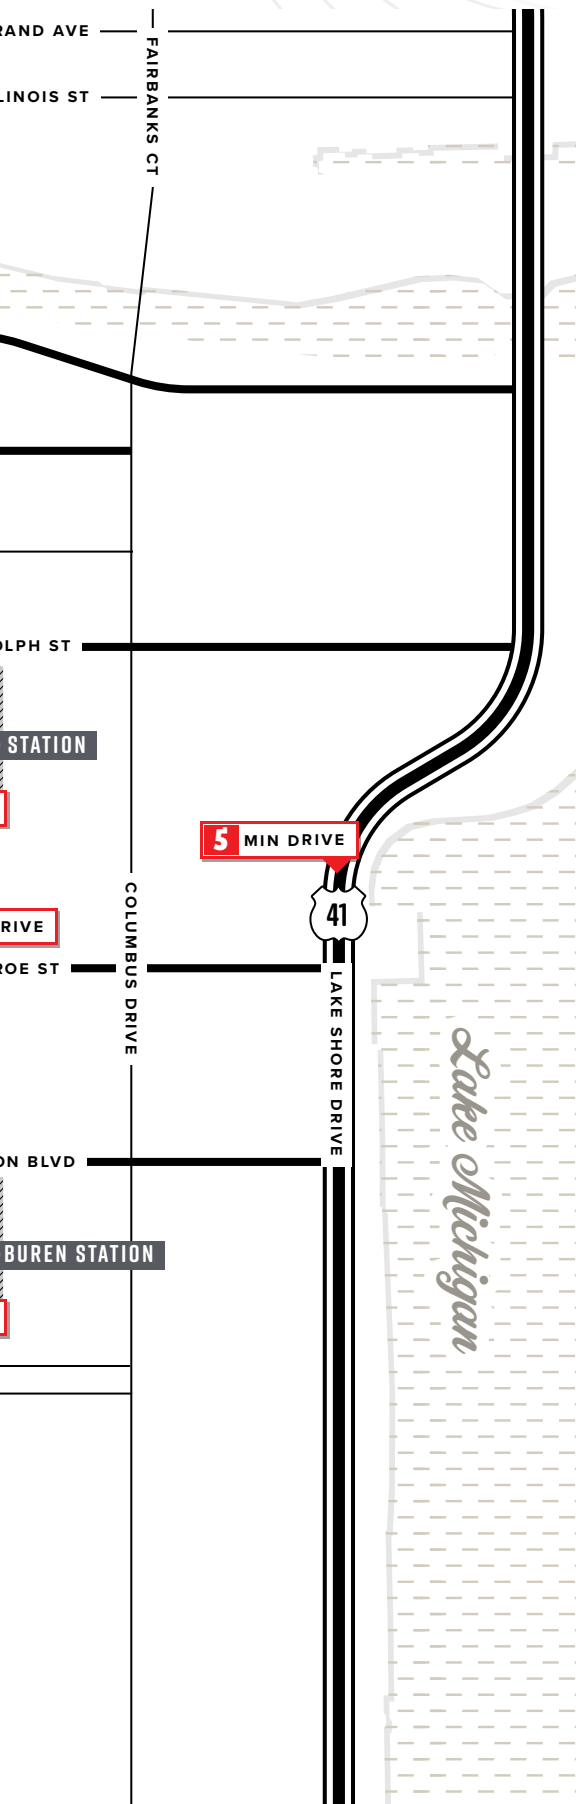 RAND AVE
FAIRBANKS CT
LINOIS ST
OLPH ST
STATION
5 MIN DRIVE
41
RIVE
COLUMBUS DRIVE
ROE ST
LAKE SHORE DRIVE
Lake Michigan
ON BLVD
BUREN STATION